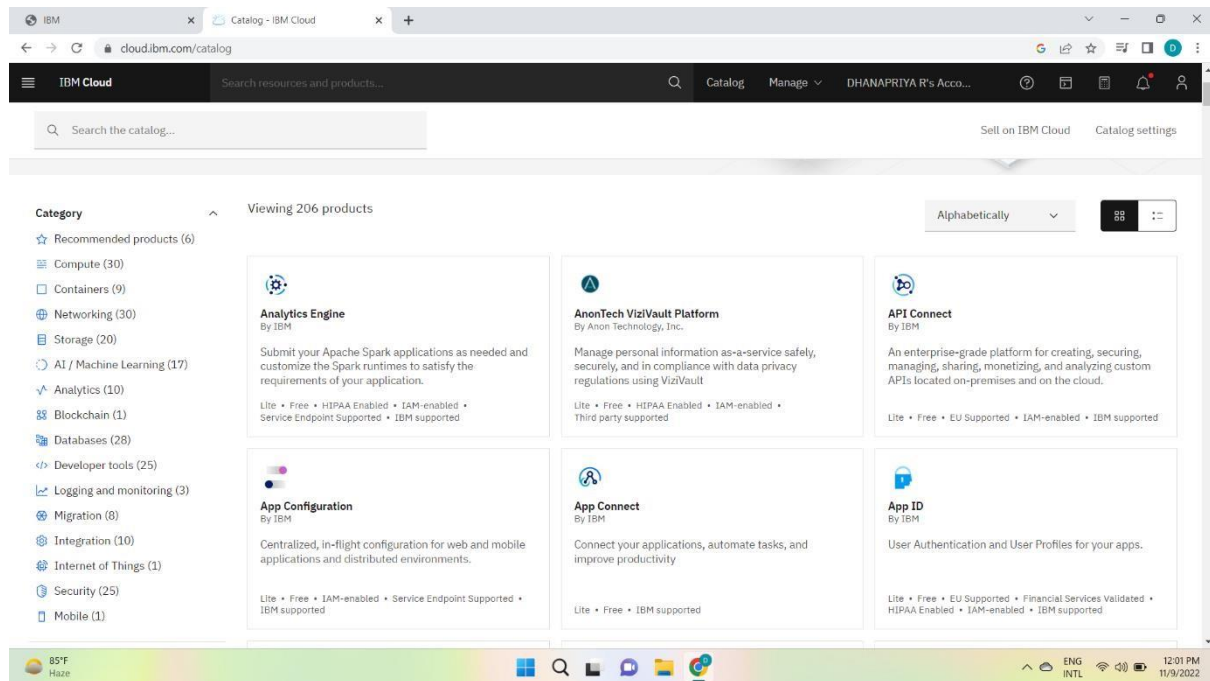 IBM
Catalog - IBM Cloud
cloud.ibm.com/catalog
D
IBM Cloud
Search resources and products...
Catalog
Manage
DHANAPRIYA R's Acco...
Search the catalog...
Sell on IBM Cloud
Catalog settings
Category
Recommended products (6)
Compute (30)
Containers (9)
Networking (30)
Storage (20)
AI / Machine Learning (17)
Analytics (10)
Blockchain (1)
Databases (28)
Developer tools (25)
Logging and monitoring (3)
Migration (8)
Integration (10)
Internet of Things (1)
Security (25)
Mobile (1)
Viewing 206 products
Alphabetically
Analytics Engine
By IBM
Submit your Apache Spark applications as needed and
customize the Spark runtimes to satisfy the
requirements of your application.
Lite • Free • HIPAA Enabled • IAM-enabled •
Service Endpoint Supported • IBM supported
AnonTech ViziVault Platform
By Anon Technology, Inc.
Manage personal information as-a-service safely,
securely, and in compliance with data privacy
regulations using ViziVault
Lite • Free • HIPAA Enabled • IAM-enabled •
Third party supported
API Connect
By IBM
An enterprise-grade platform for creating, securing,
managing, sharing, monetizing, and analyzing custom
APIs located on-premises and on the cloud.
Lite • Free • EU Supported • IAM-enabled • IBM supported
App Configuration
By IBM
Centralized, in-flight configuration for web and mobile
applications and distributed environments.
Lite • Free • IAM-enabled • Service Endpoint Supported •
IBM supported
App Connect
By IBM
Connect your applications, automate tasks, and
improve productivity
Lite • Free • IBM supported
App ID
By IBM
User Authentication and User Profiles for your apps.
Lite • Free • EU Supported • Financial Services Validated •
HIPAA Enabled • IAM-enabled • IBM supported
85°F
Haze
ENG
INTL
12:01 PM
11/9/2022